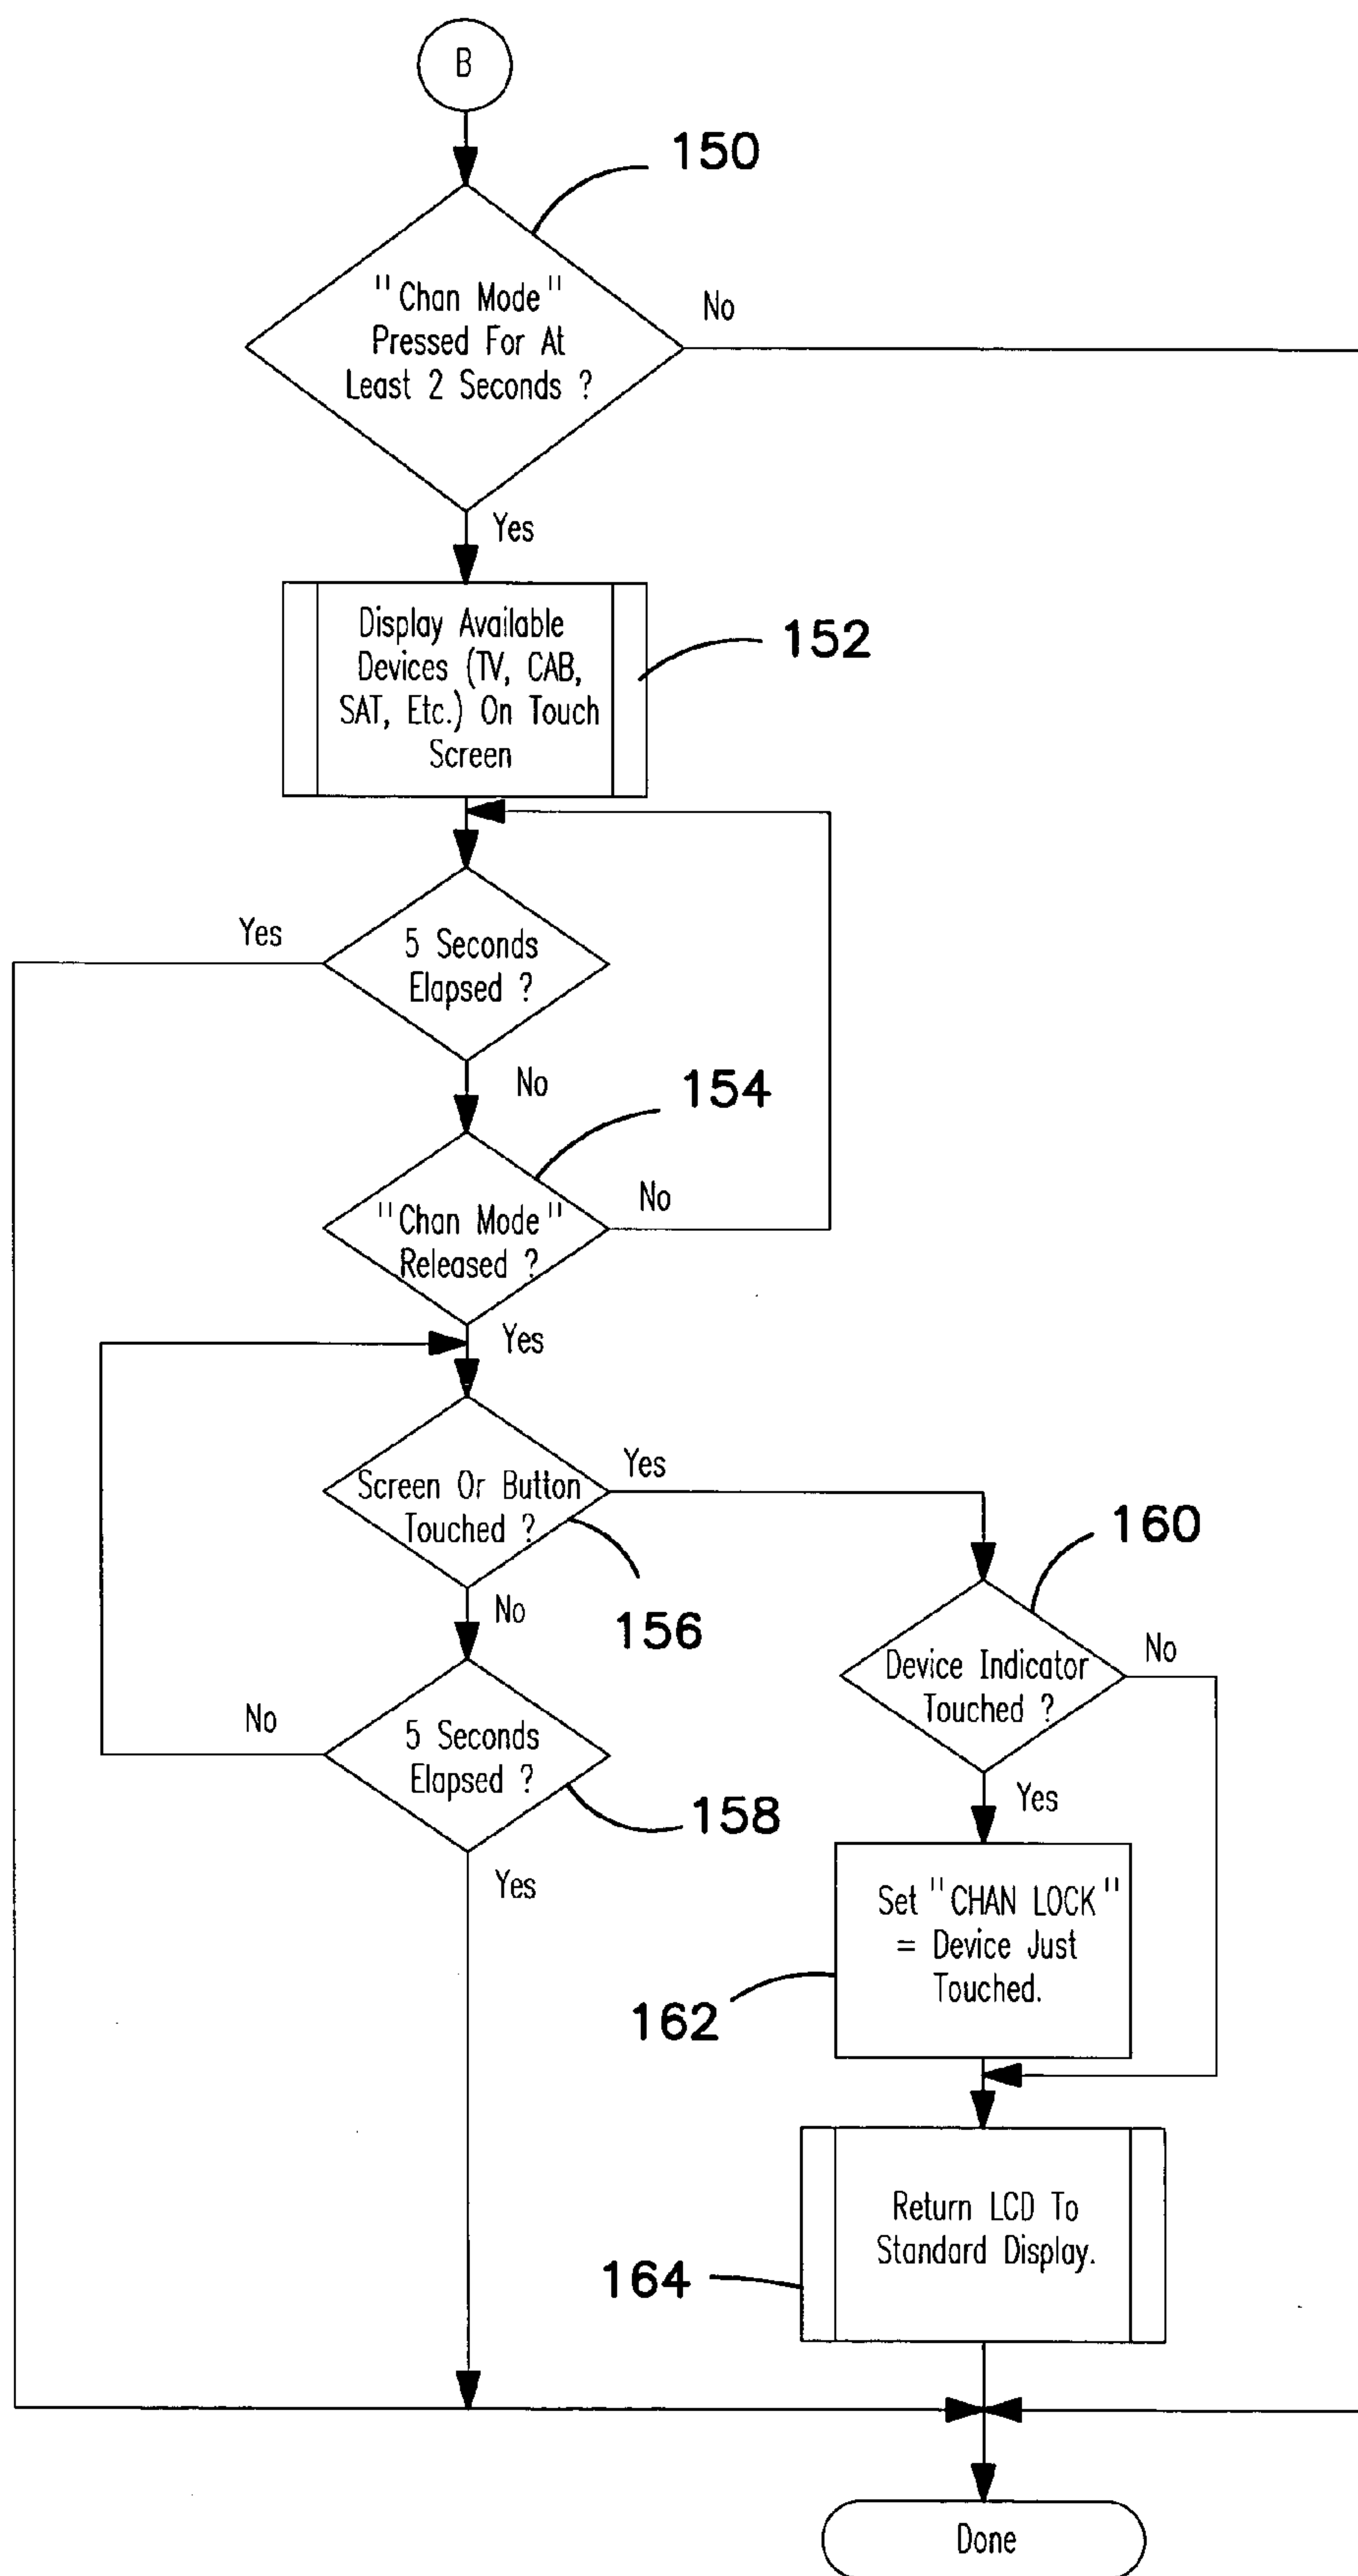 B
150
"Chan Mode"
Pressed For At
Least 2 Seconds ?
No
Yes
Display Available
Devices (TV, CAB,
SAT, Etc.) On Touch
Screen
152
Yes
5 Seconds
Elapsed ?
No
154
"Chan Mode"
Released ?
No
Yes
Screen Or Button
Touched ?
Yes
156
No
160
Device Indicator
Touched ?
No
No
5 Seconds
Elapsed ?
158
Yes
Yes
Set "CHAN LOCK"
= Device Just
Touched.
162
Return LCD To
Standard Display.
164
Done